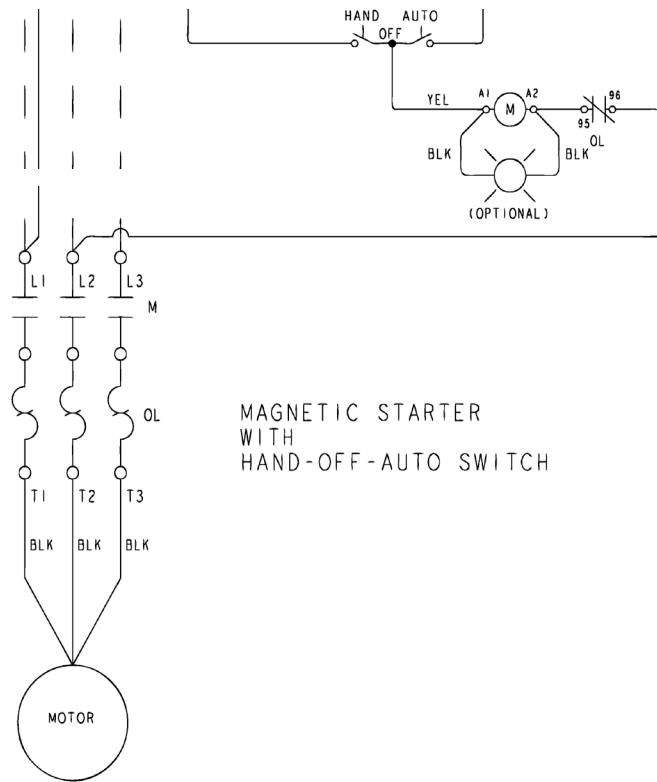 HAND AUTO
OFF
YEL A1 M A2 95 96
OL
BLK BLK
(OPTIONAL)
L1 L2 L3
M
OL
MAGNETIC STARTER
WITH
HAND-OFF-AUTO SWITCH
T1 T2 T3
BLK BLK BLK
MOTOR